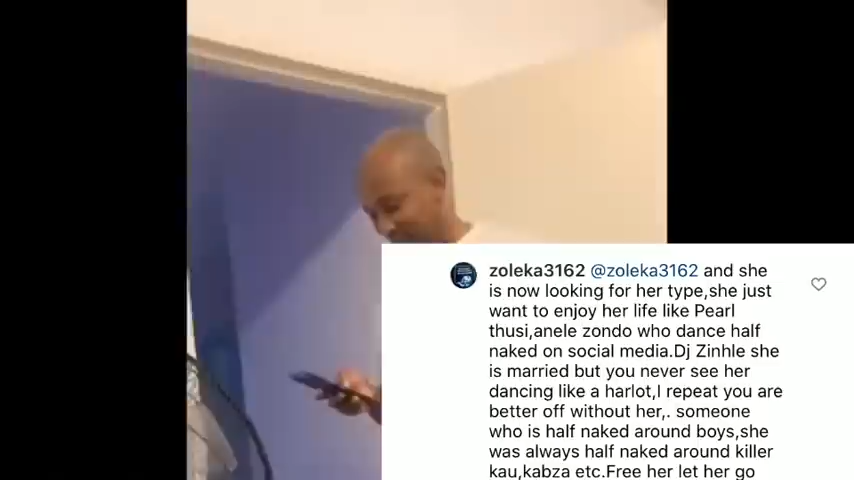 zoleka3162 @zoleka3162 and she
is now looking for her type,she just
want to enjoy her life like Pearl
thusi,anele zondo who dance half
naked on social media.Dj Zinhle she
is married but you never see her
dancing like a harlot,I repeat you are
better off without her,. someone
who is half naked around boys,she
was always half naked around killer
kau,kabza etc.Free her let her go